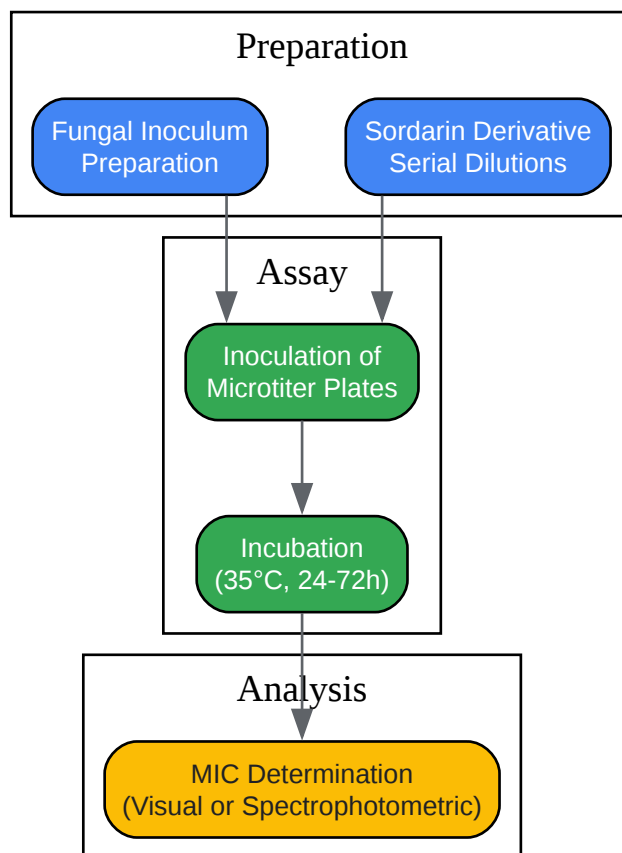 Preparation
Fungal Inoculum
Preparation
Sordarin Derivative
Serial Dilutions
Assay
Inoculation of
Microtiter Plates
Incubation
(35°C, 24-72h)
Analysis
MIC Determination
(Visual or Spectrophotometric)